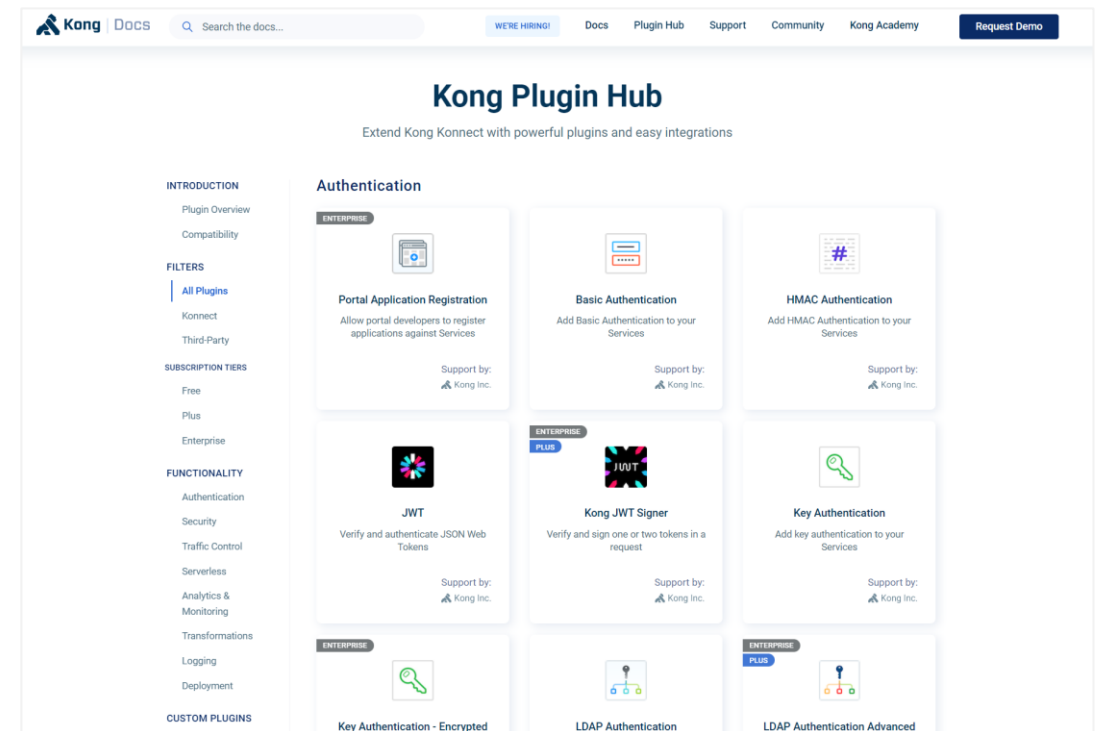 Kong Docs
Search the docs...
WE'RE HIRING!
Docs
Plugin Hub
Support
Community
Kong Academy
Request Demo
Kong Plugin Hub
Extend Kong Konnect with powerful plugins and easy integrations
INTRODUCTION
Plugin Overview
Compatibility
FILTERS
All Plugins
Konnect
Third-Party
SUBSCRIPTION TIERS
Free
Plus
Enterprise
FUNCTIONALITY
Authentication
Security
Traffic Control
Serverless
Analytics &
Monitoring
Transformations
Logging
Deployment
CUSTOM PLUGINS
Authentication
ENTERPRISE
Portal Application Registration
Allow portal developers to register
applications against Services
Support by:
Kong Inc.
Basic Authentication
Add Basic Authentication to your
Services
Support by:
Kong Inc.
#
HMAC Authentication
Add HMAC Authentication to your
Services
Support by:
Kong Inc.
JWT
Verify and authenticate JSON Web
Tokens
Support by:
Kong Inc.
ENTERPRISE
PLUS
JWT
Kong JWT Signer
Verify and sign one or two tokens in a
request
Support by:
Kong Inc.
Key Authentication
Add key authentication to your
Services
Support by:
Kong Inc.
ENTERPRISE
Key Authentication - Encrypted
LDAP Authentication
ENTERPRISE
PLUS
LDAP Authentication Advanced